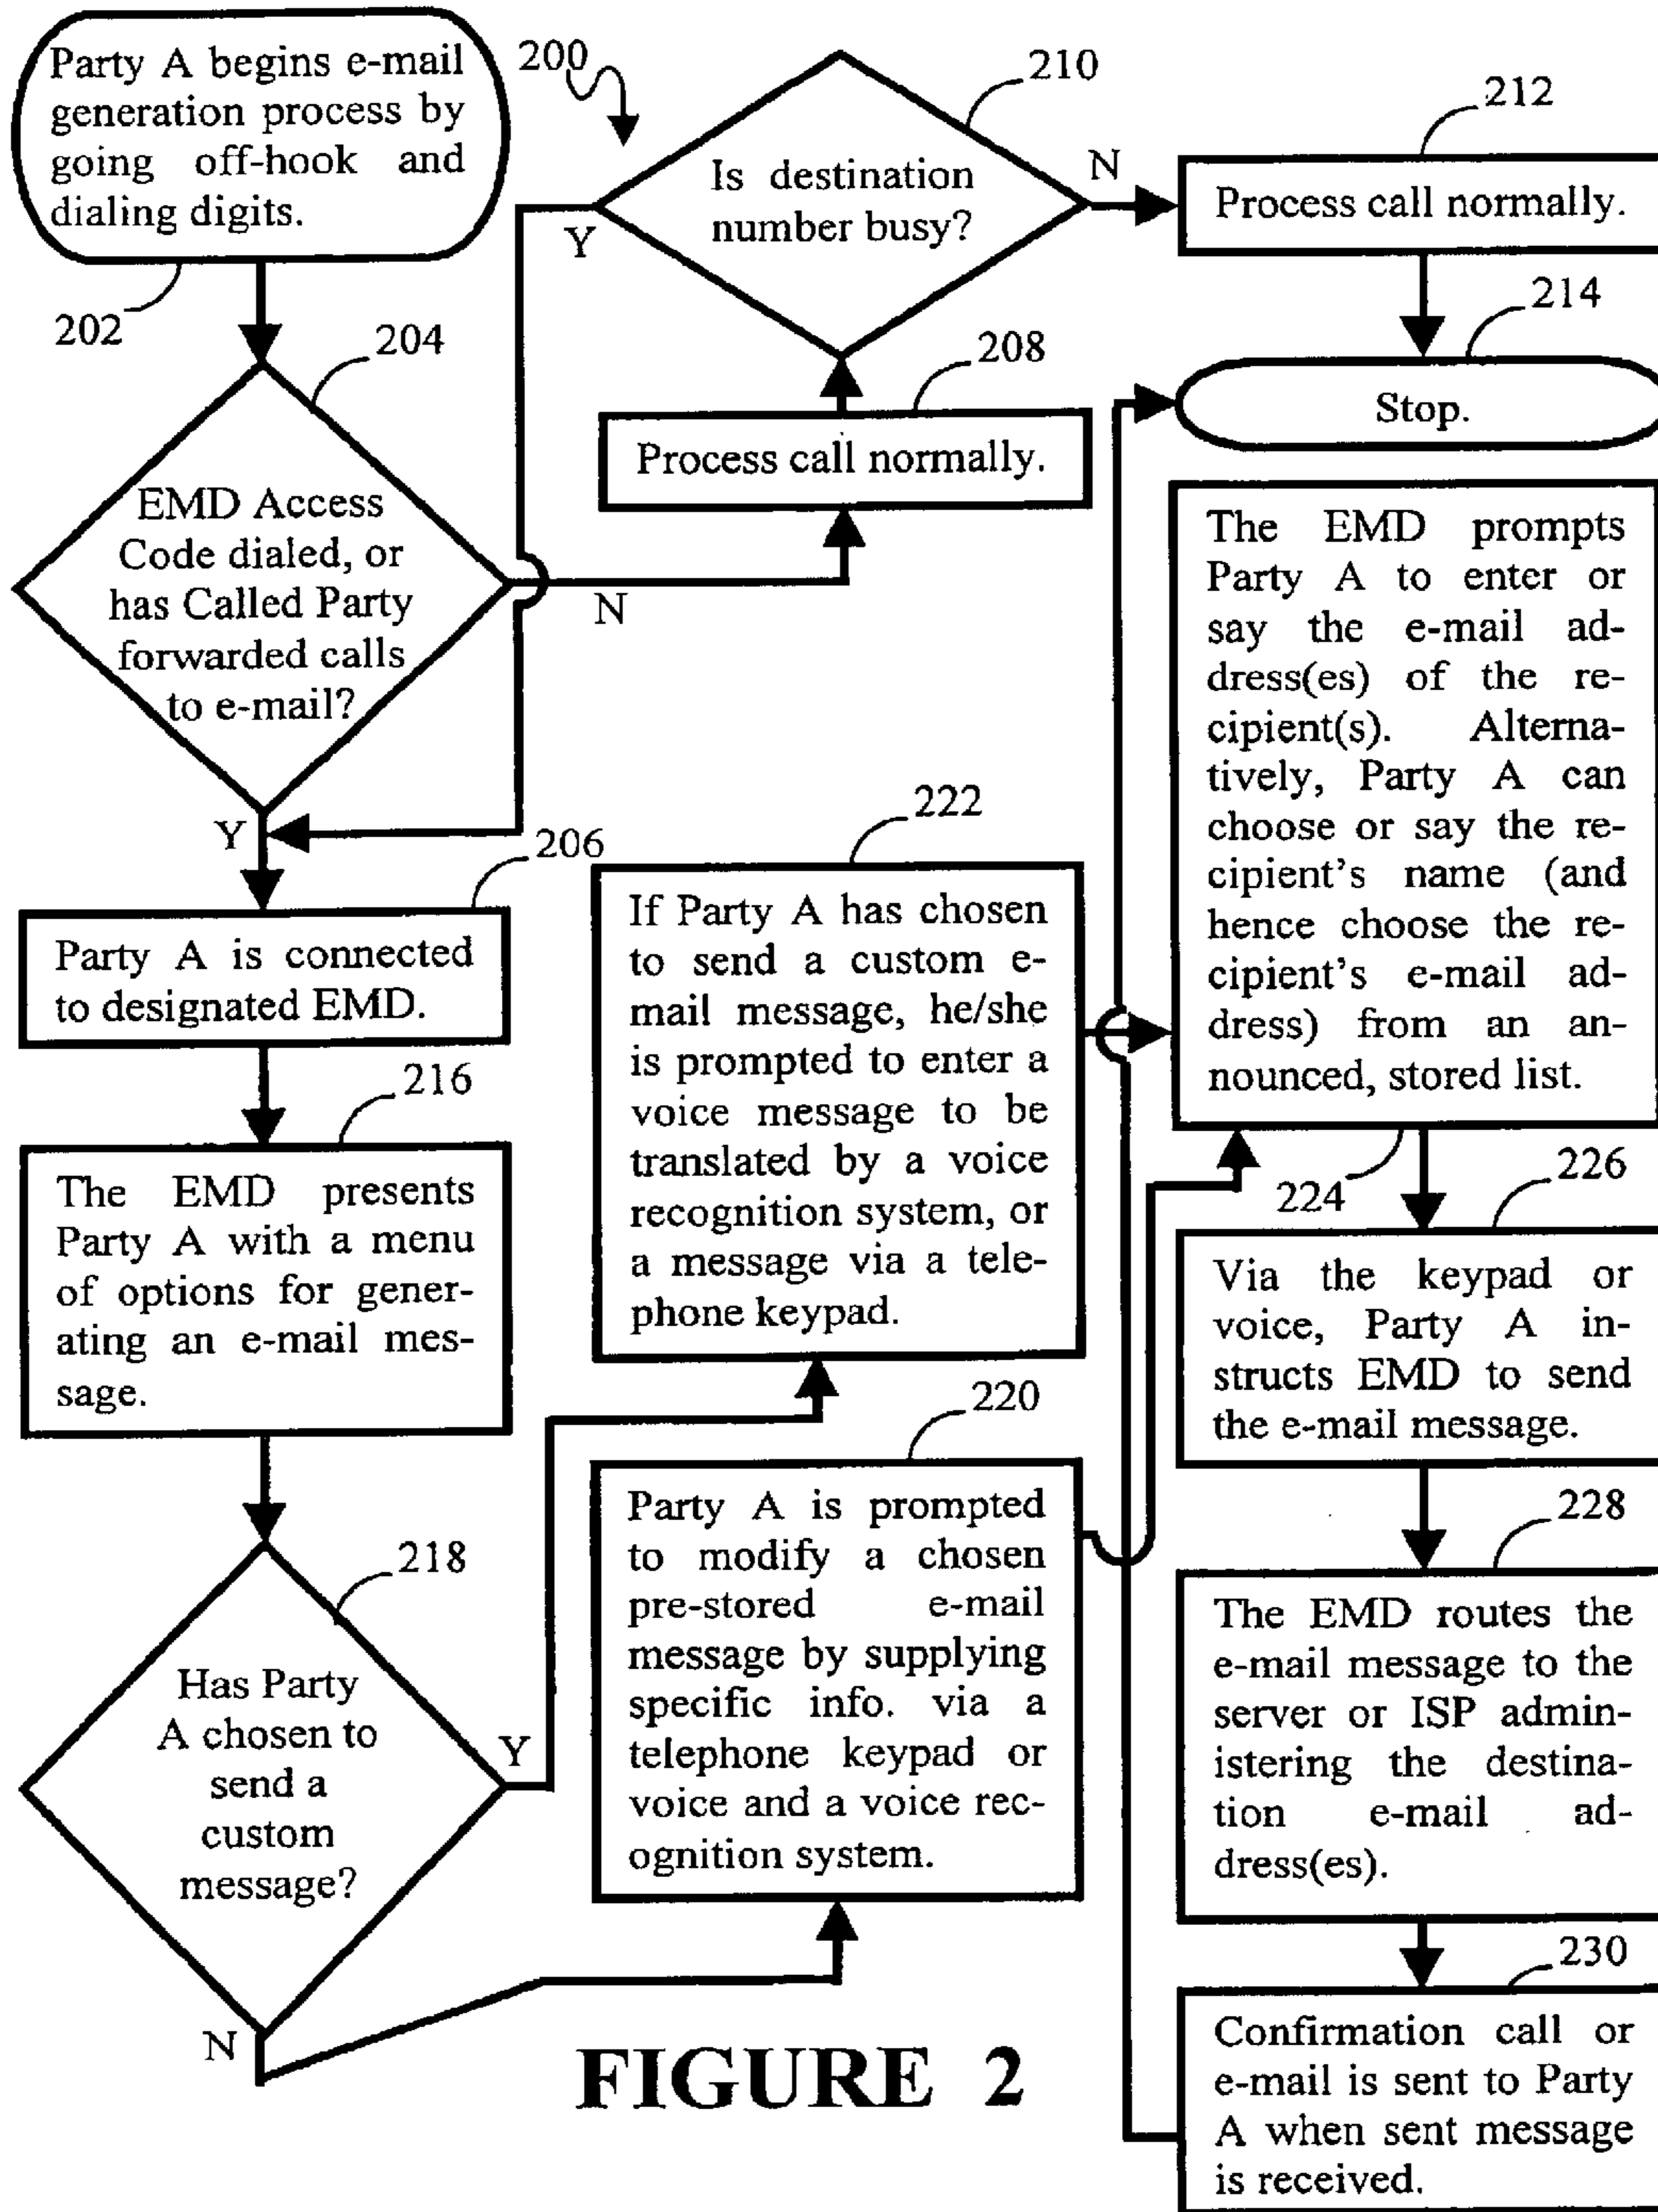 Party A begins e-mail
generation process by
going off-hook and
dialing digits.
202
204
EMD Access
Code dialed, or
has Called Party
forwarded calls
to e-mail?
Y
N
206
Party A is connected
to designated EMD.
216
The EMD presents
Party A with a menu
of options for gener-
ating an e-mail mes-
sage.
218
Has Party
A chosen to
send a
custom
message?
Y
N
200
210
Is destination
number busy?
Y
N
208
Process call normally.
222
If Party A has chosen
to send a custom e-
mail message, he/she
is prompted to enter a
voice message to be
translated by a voice
recognition system, or
a message via a tele-
phone keypad.
220
Party A is prompted
to modify a chosen
pre-stored e-mail
message by supplying
specific info. via a
telephone keypad or
voice and a voice rec-
ognition system.
212
Process call normally.
214
Stop.
The EMD prompts
Party A to enter or
say the e-mail ad-
dress(es) of the re-
cipient(s). Alterna-
tively, Party A can
choose or say the re-
cipient's name (and
hence choose the re-
cipient's e-mail ad-
dress) from an an-
nounced, stored list.
224
226
Via the keypad or
voice, Party A in-
structs EMD to send
the e-mail message.
228
The EMD routes the
e-mail message to the
server or ISP admin-
istering the destina-
tion e-mail ad-
dress(es).
230
Confirmation call or
e-mail is sent to Party
A when sent message
is received.
FIGURE 2